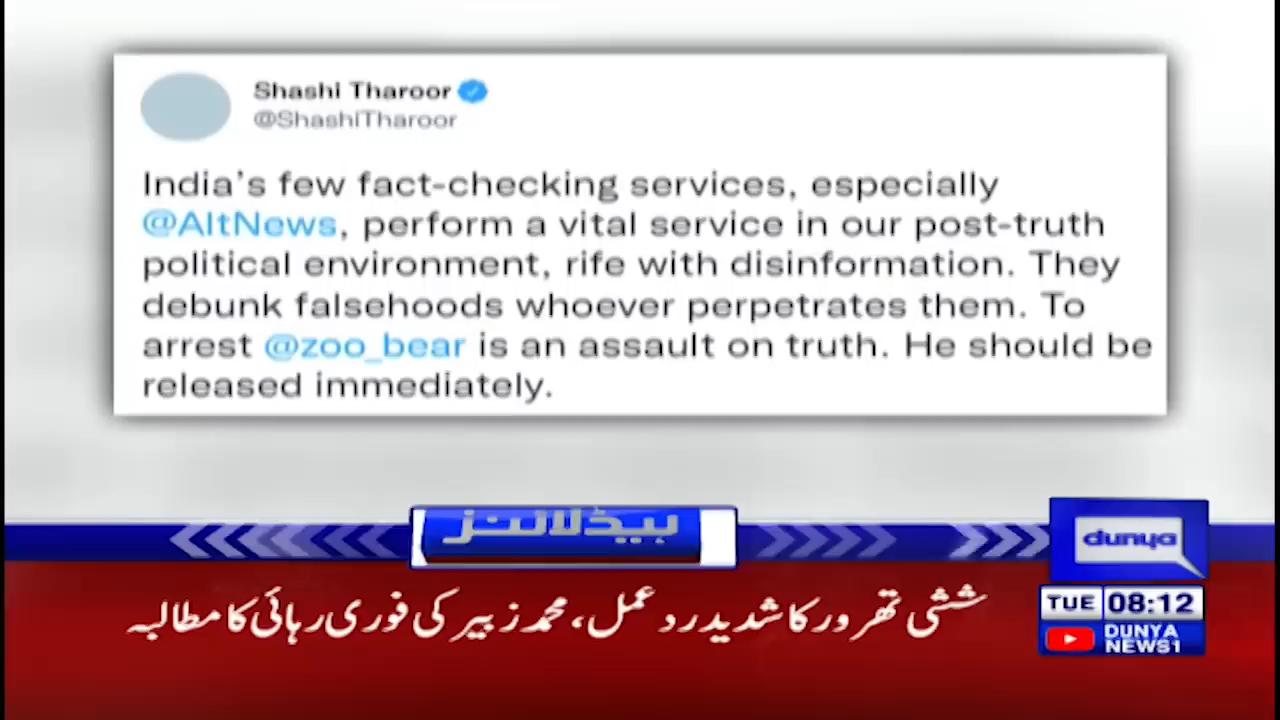 Shashi Tharoor
@ShashiTharoor
India's few fact-checking services, especially
@AltNews, perform a vital service in our post-truth
political environment, rife with disinformation. They
debunk falsehoods whoever perpetrates them. To
arrest @zoo_bear is an assault on truth. He should be
released immediately.
ہیڈلائنز
dunya
ششی تھرور کا شدید ردعمل، محمد زبیر کی فوری رہائی کا مطالبہ
TUE 08:12
DUNYA
NEWS1